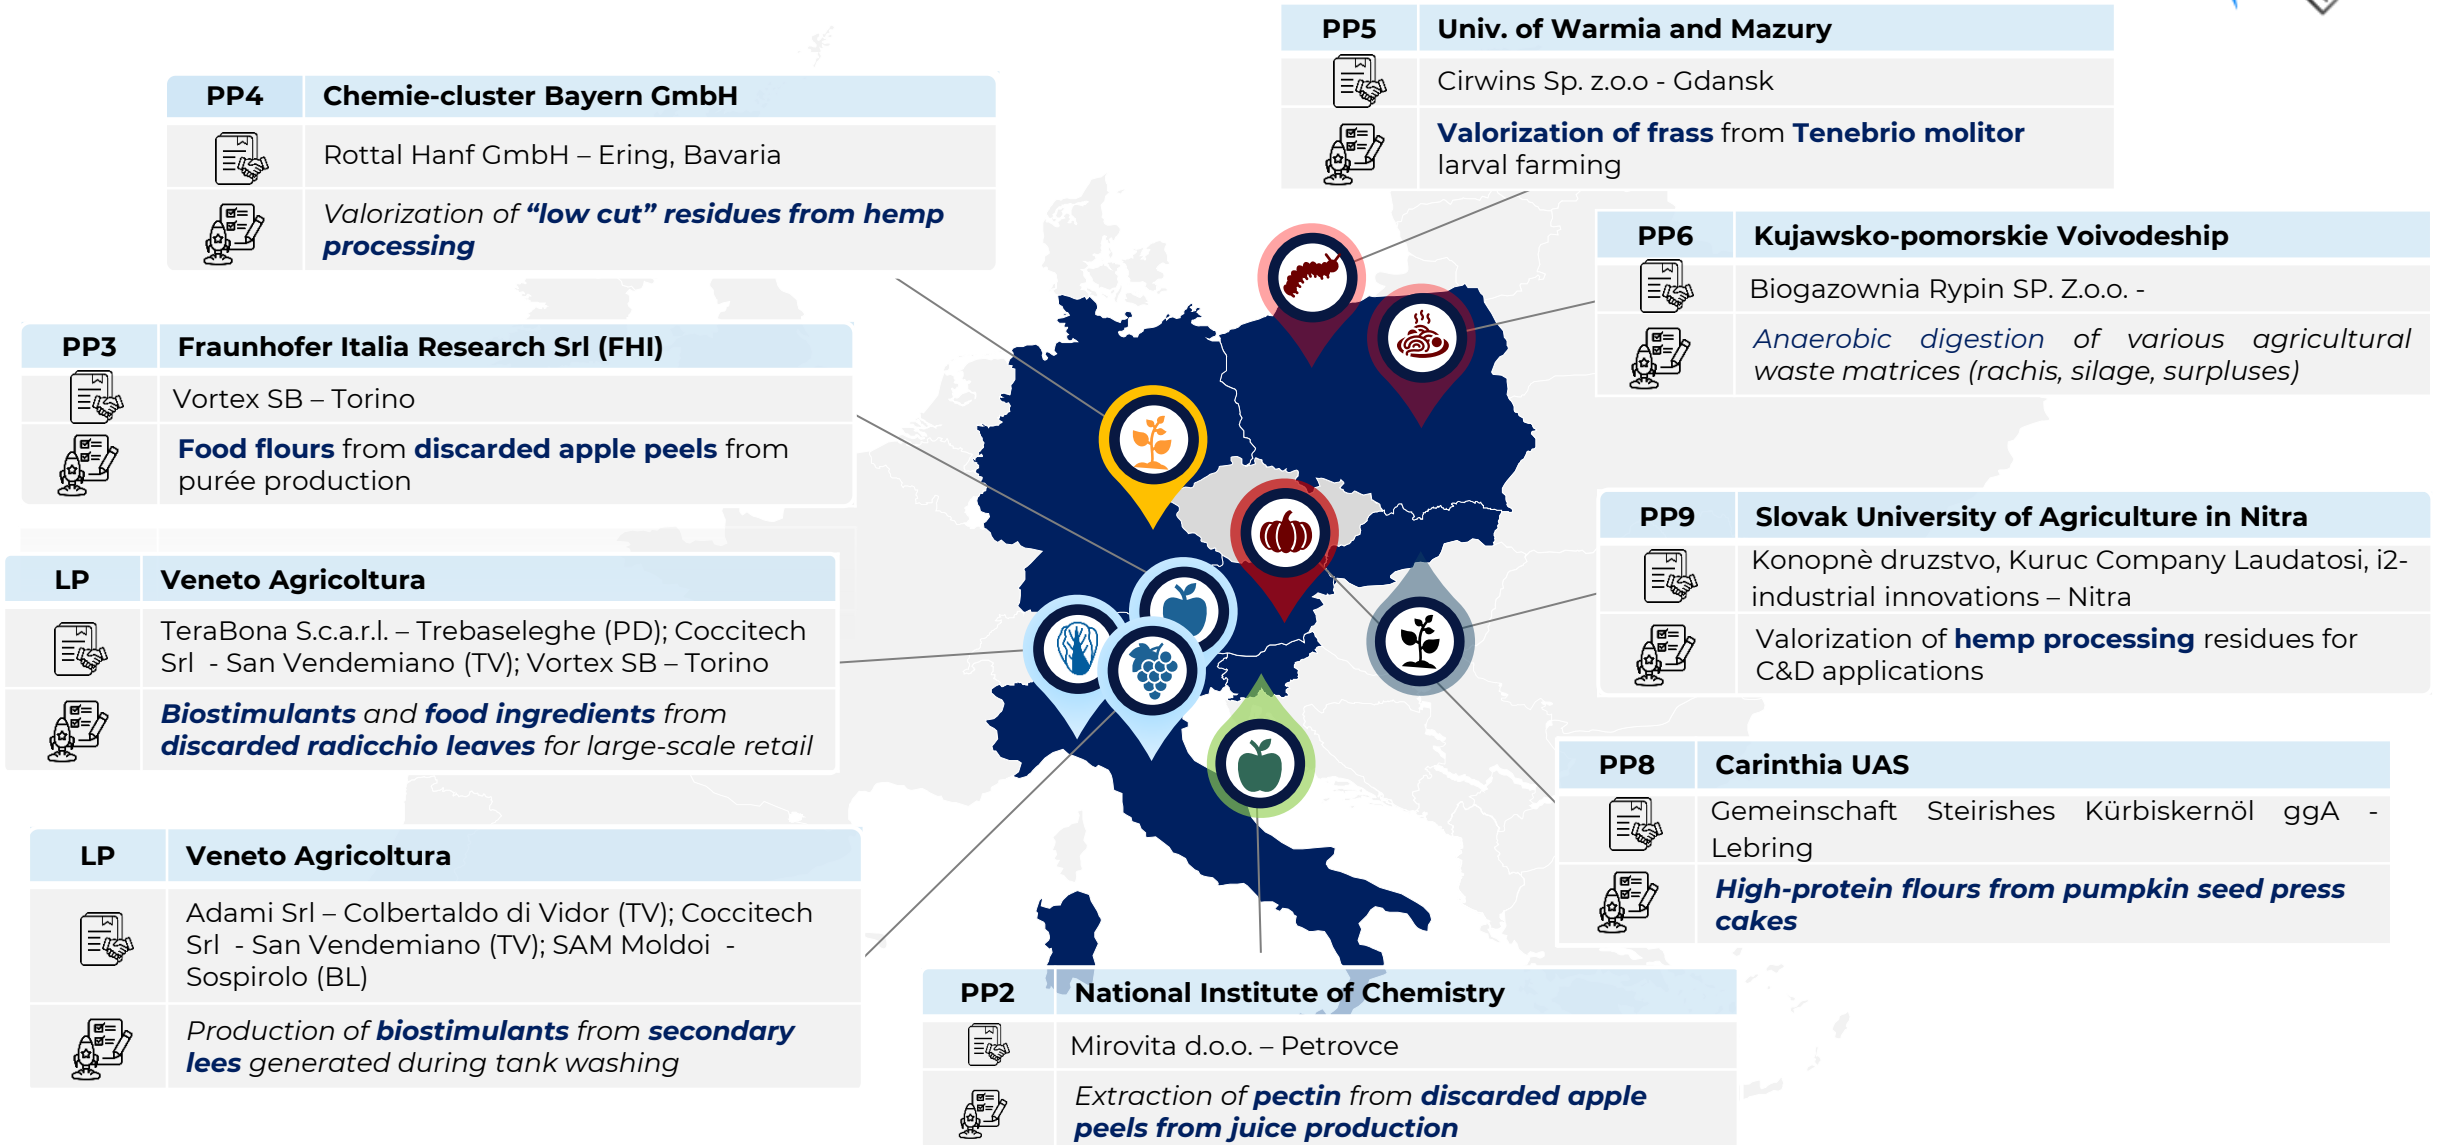 PP5 Univ. of Warmia and Mazury
Cirwins Sp. z.o.o - Gdansk
Valorization of frass from Tenebrio molitor
larval farming
PP4 Chemie-cluster Bayern GmbH
Rottal Hanf GmbH – Ering, Bavaria
Valorization of “low cut” residues from hemp
processing
PP6 Kujawsko-pomorskie Voivodeship
Biogazownia Rypin SP. Z.o.o. -
Anaerobic digestion of various agricultural
waste matrices (rachis, silage, surpluses)
PP3 Fraunhofer Italia Research Srl (FHI)
Vortex SB – Torino
Food flours from discarded apple peels from
purée production
PP9 Slovak University of Agriculture in Nitra
Konopnè druzstvo, Kuruc Company Laudatosi, i2-
industrial innovations – Nitra
Valorization of hemp processing residues for
C&D applications
LP Veneto Agricoltura
TeraBona S.c.a.r.l. – Trebaseleghe (PD); Coccitech
Srl - San Vendemiano (TV); Vortex SB – Torino
Biostimulants and food ingredients from
discarded radicchio leaves for large-scale retail
PP8 Carinthia UAS
Gemeinschaft Steirishes Kürbiskernöl ggA -
Lebring
High-protein flours from pumpkin seed press
cakes
LP Veneto Agricoltura
Adami Srl – Colbertaldo di Vidor (TV); Coccitech
Srl - San Vendemiano (TV); SAM Moldoi -
Sospirolo (BL)
Production of biostimulants from secondary
lees generated during tank washing
PP2 National Institute of Chemistry
Mirovita d.o.o. – Petrovce
Extraction of pectin from discarded apple
peels from juice production